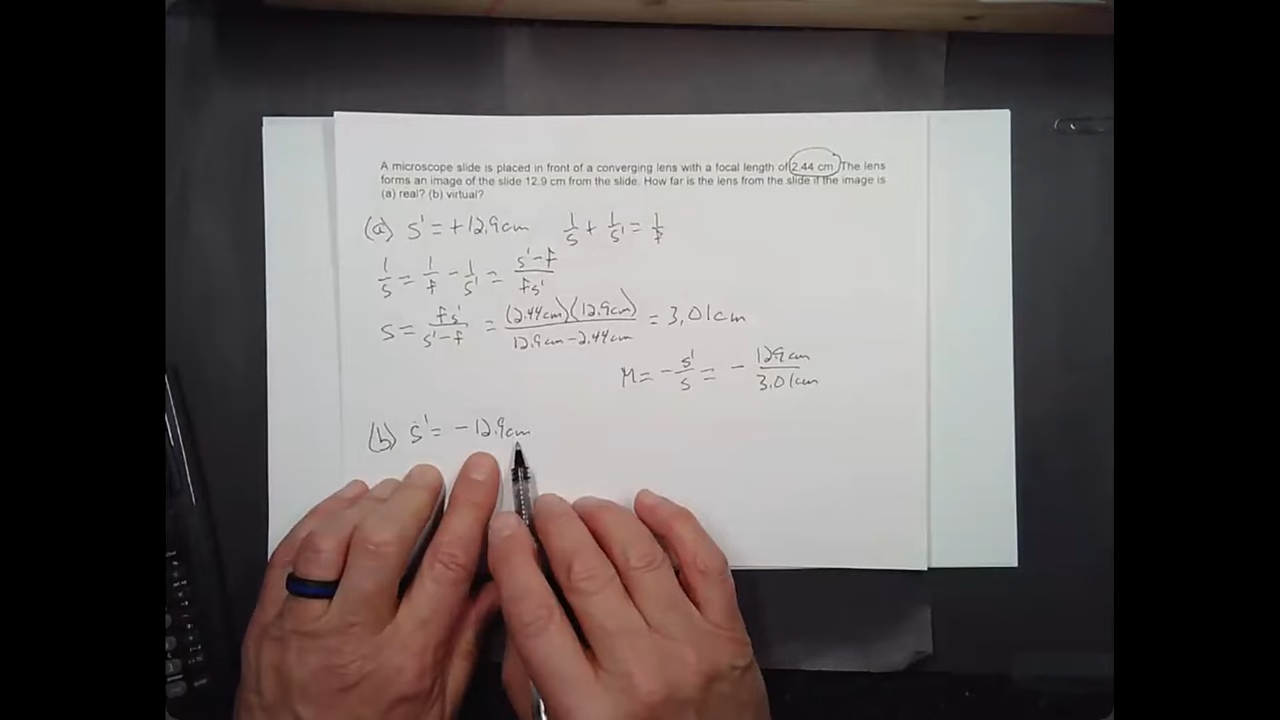 A microscope slide is placed in front of a converging lens with a focal length of 2.44 cm The lens
forms an image of the slide 12.9 cm from the slide. How far is the lens from the slide if the image is
(a) real? (b) virtual?
(a) s' = +12.9cm 1/s + 1/s' = 1/f
1/s = 1/f - 1/s' = (s'-f)/(fs')
s = fs'/(s'-f) = (2.44cm)(12.9cm)/(12.9cm-2.44cm) = 3.01cm
M = -s'/s = -12.9cm/3.01cm
(b) s' = -12.9cm